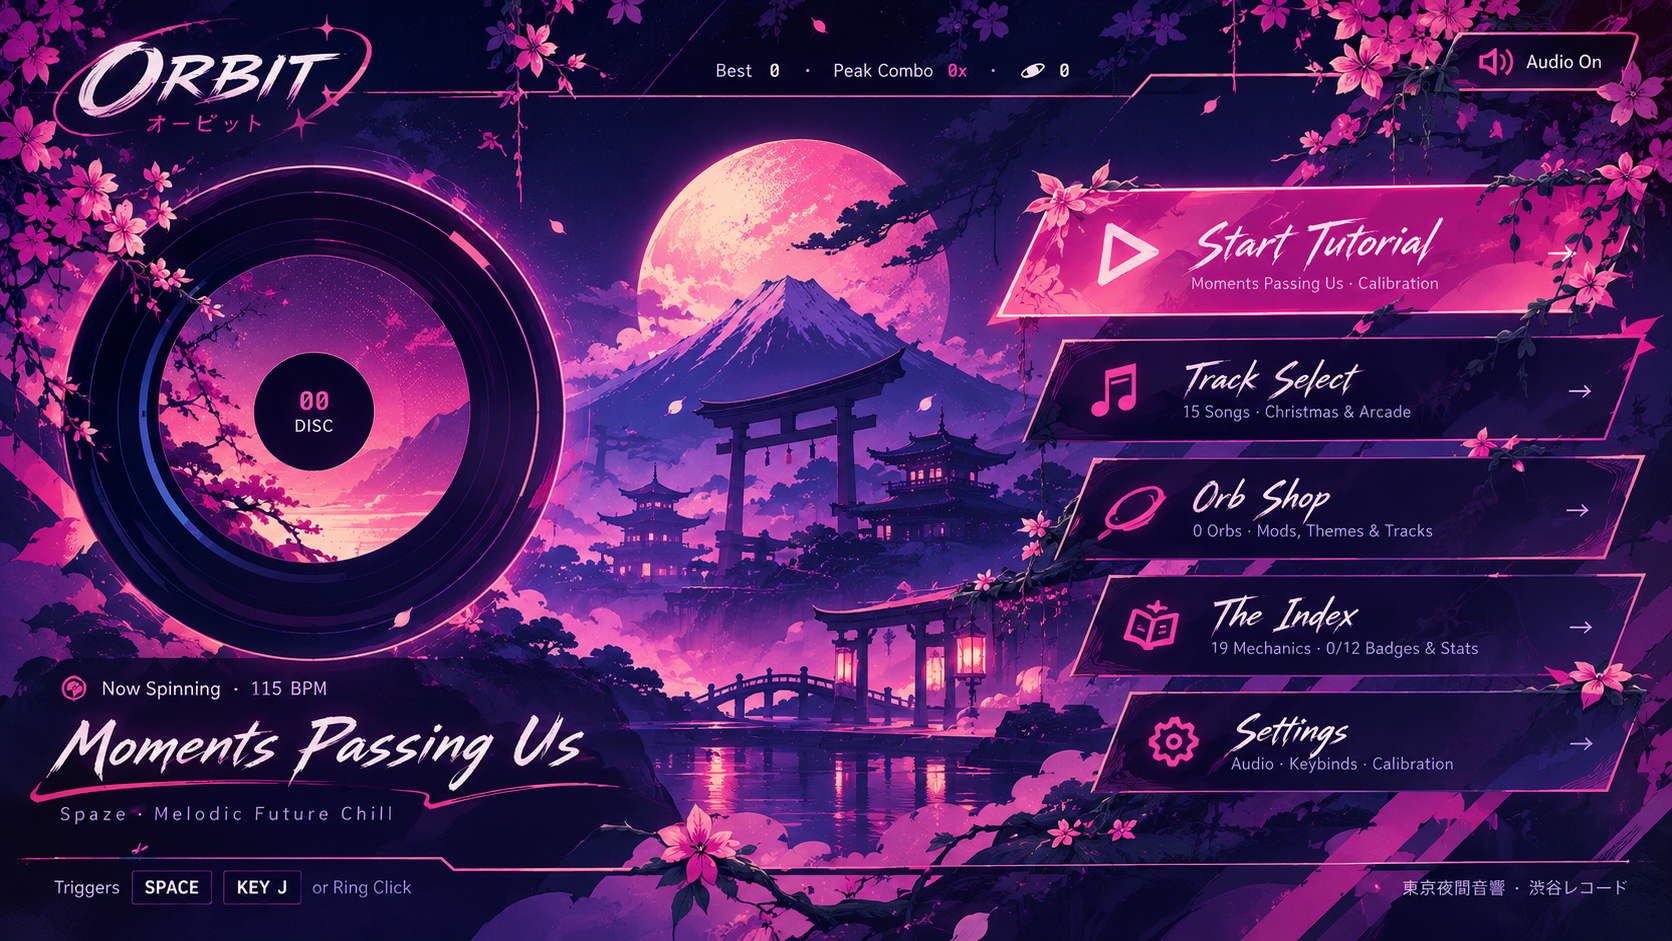 ORBIT
オービット
Best 0 · Peak Combo 0x · 0
Audio On
00
DISC
Start Tutorial
Moments Passing Us · Calibration
→
Track Select
15 Songs · Christmas & Arcade
→
Orb Shop
0 Orbs · Mods, Themes & Tracks
→
The Index
19 Mechanics · 0/12 Badges & Stats
→
Settings
Audio · Keybinds · Calibration
→
Now Spinning · 115 BPM
Moments Passing Us
Spaze · Melodic Future Chill
Triggers SPACE KEY J or Ring Click
東京夜間音響 · 渋谷レコード